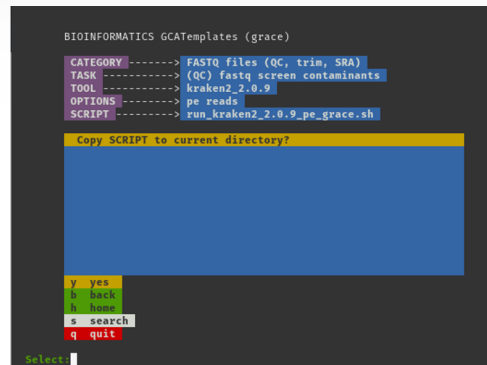 BIOINFORMATICS GCATemplates (grace)
CATEGORY -------> FASTQ files (QC, trim, SRA)
TASK -----------> (QC) fastq screen contaminants
TOOL -----------> kraken2_2.0.9
OPTIONS --------> pe reads
SCRIPT ---------> run_kraken2_2.0.9_pe_grace.sh
Copy SCRIPT to current directory?
y yes
b back
h home
s search
q quit
Select: